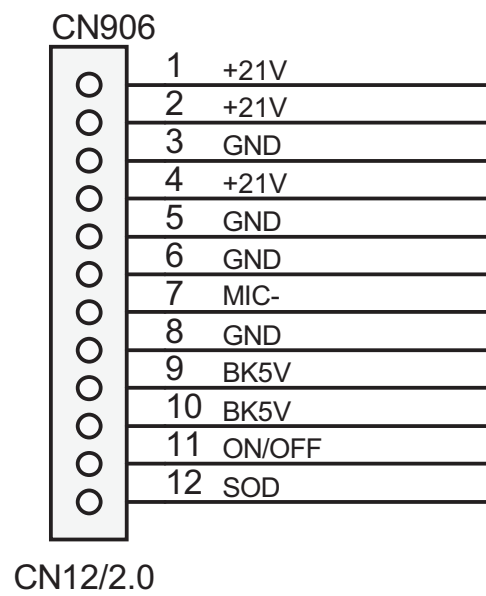 CN906
1 +21V
2 +21V
3 GND
4 +21V
5 GND
6 GND
7 MIC-
8 GND
9 BK5V
10 BK5V
11 ON/OFF
12 SOD
CN12/2.0